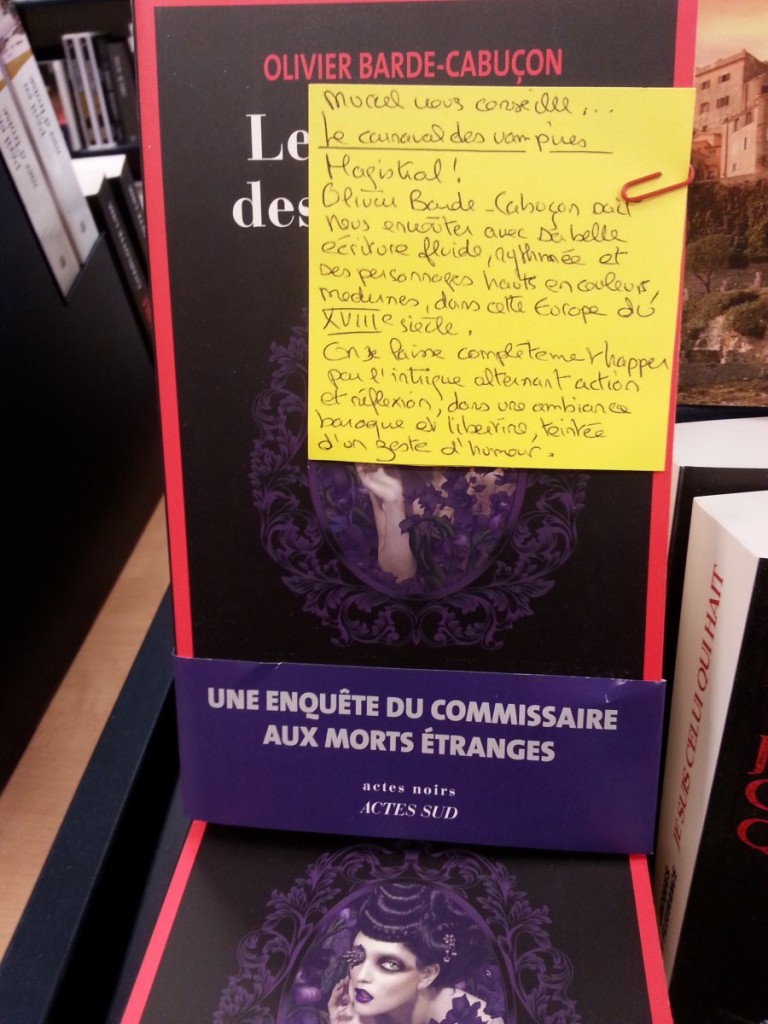 OLIVIER BARDE-CABUÇON
Le
des
Muriel nous conseille...
Le carnaval des vampires
Magistral !
Olivier Barde-Cabuçon sait
nous envoûter avec sa belle
écriture fluide, rythmée et
ses personnages hauts en couleurs,
modernes, dans cette Europe du
XVIIIe siècle.
On se laisse complètement happer
par l'intrigue alternant action
et réflexion, dans une ambiance
baroque et libertine, teintée
d'un zeste d'humour.
UNE ENQUÊTE DU COMMISSAIRE
AUX MORTS ÉTRANGES
actes noirs
ACTES SUD
JE SUIS CELUI QUI HAIT